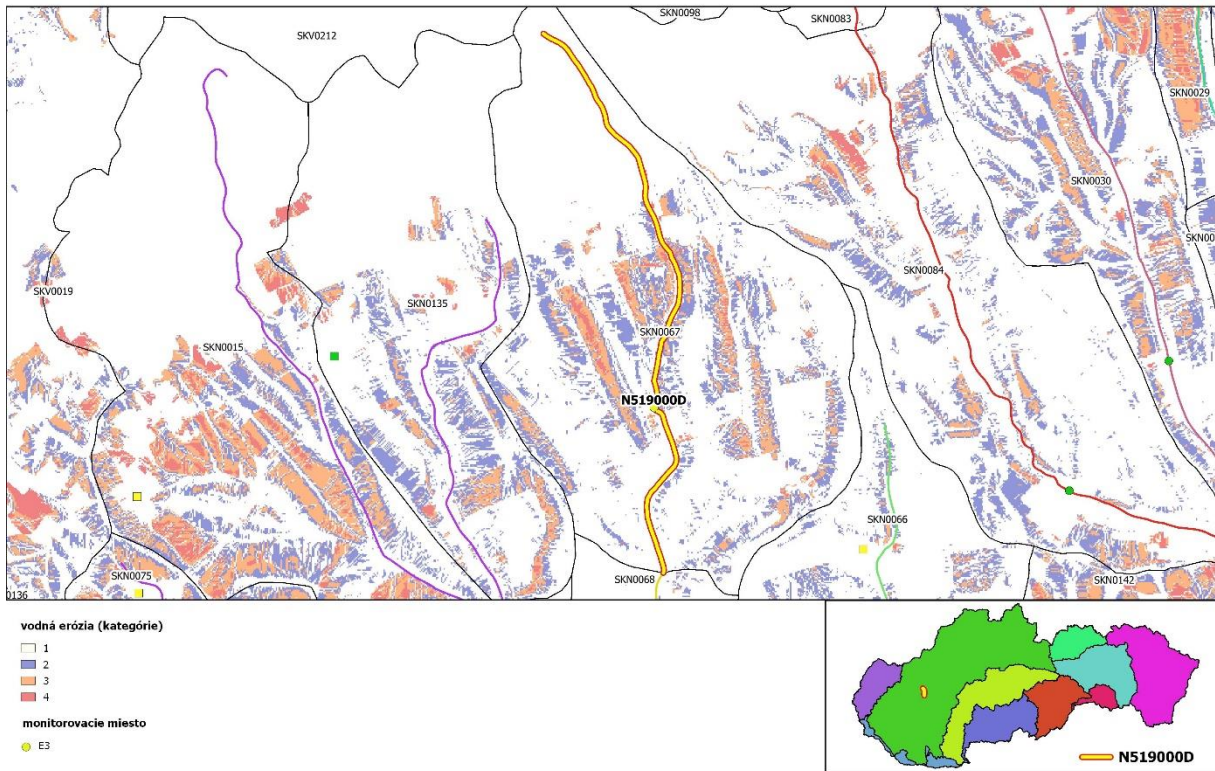 SKN0098
SKN0083
SKV0212
SKN0029
SKN0030
SKN00
SKN0084
SKV0019
SKN0135
SKN0067
SKN0015
N519000D
SKN0066
SKN0075
SKN0068
SKN0142
0136
vodná erózia (kategórie)
1
2
3
4
monitorovacie miesto
E3
N519000D